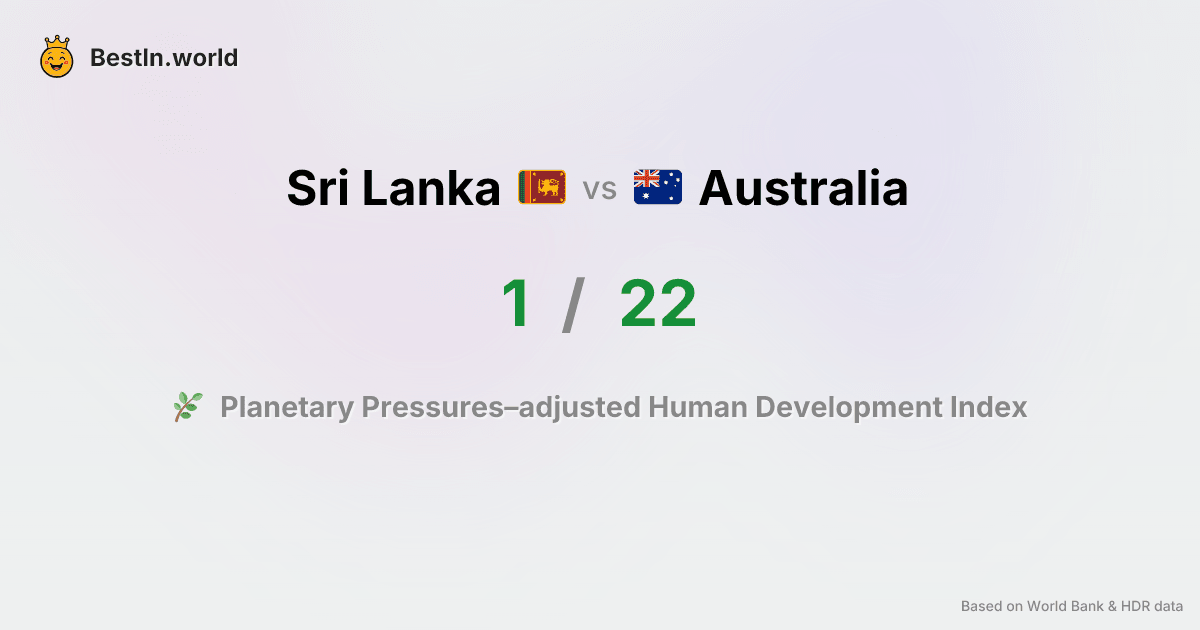 BestIn.world
Sri Lanka vs Australia
1 / 22
Planetary Pressures–adjusted Human Development Index
Based on World Bank & HDR data